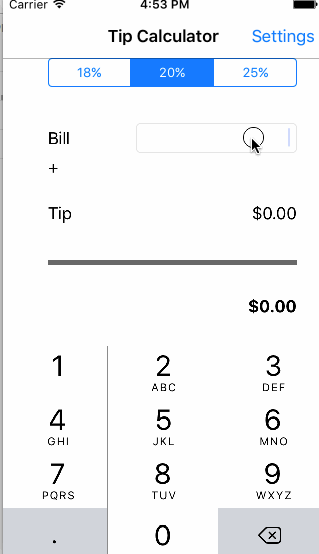 Carrier 4:53 PM
Tip Calculator Settings
18% 20% 25%
Bill
+
Tip $0.00
$0.00
1 2 3
ABC DEF
4 5 6
GHI JKL MNO
7 8 9
PQRS TUV WXYZ
. 0